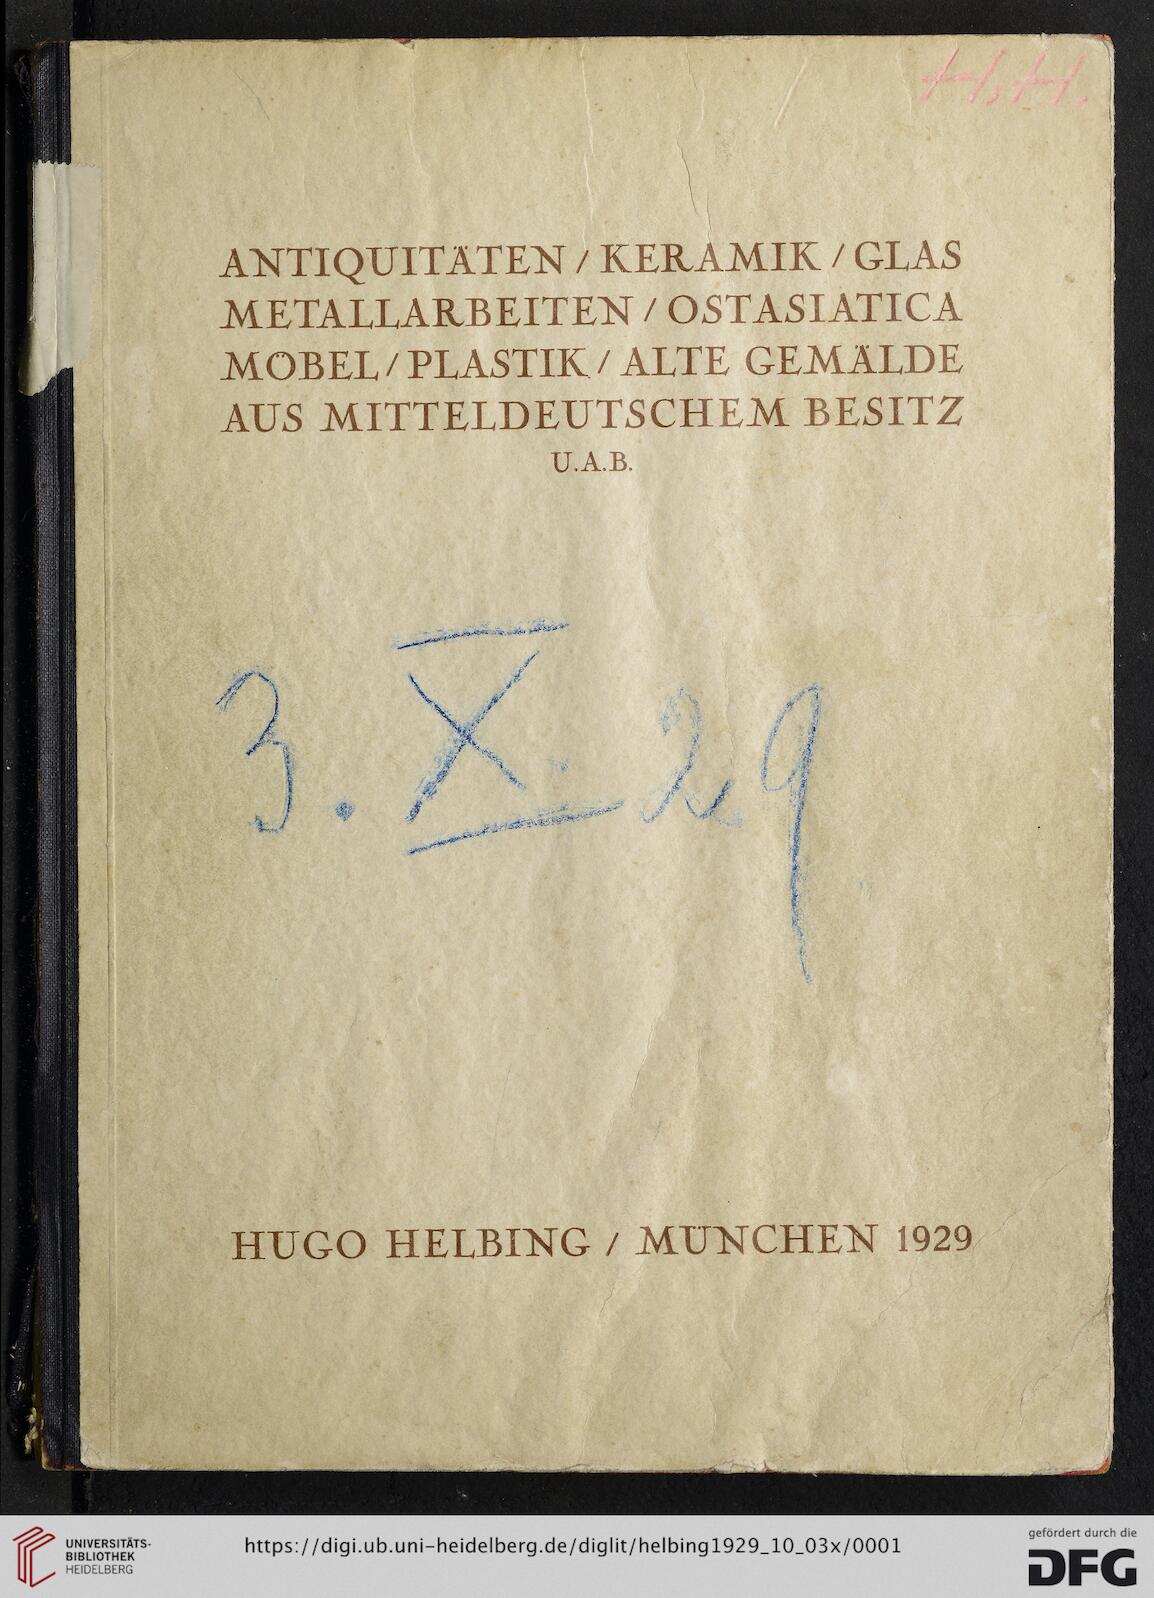 H. H.
ANTIQUITÄTEN / KERAMIK / GLAS
METALLARBEITEN / OSTASIATICA
MÖBEL / PLASTIK / ALTE GEMÄLDE
AUS MITTELDEUTSCHEM BESITZ
U.A.B.
3. X. 29
HUGO HELBING / MÜNCHEN 1929
UNIVERSITÄTS-
BIBLIOTHEK
HEIDELBERG
https://digi.ub.uni-heidelberg.de/diglit/helbing1929_10_03x/0001
gefördert durch die
DFG